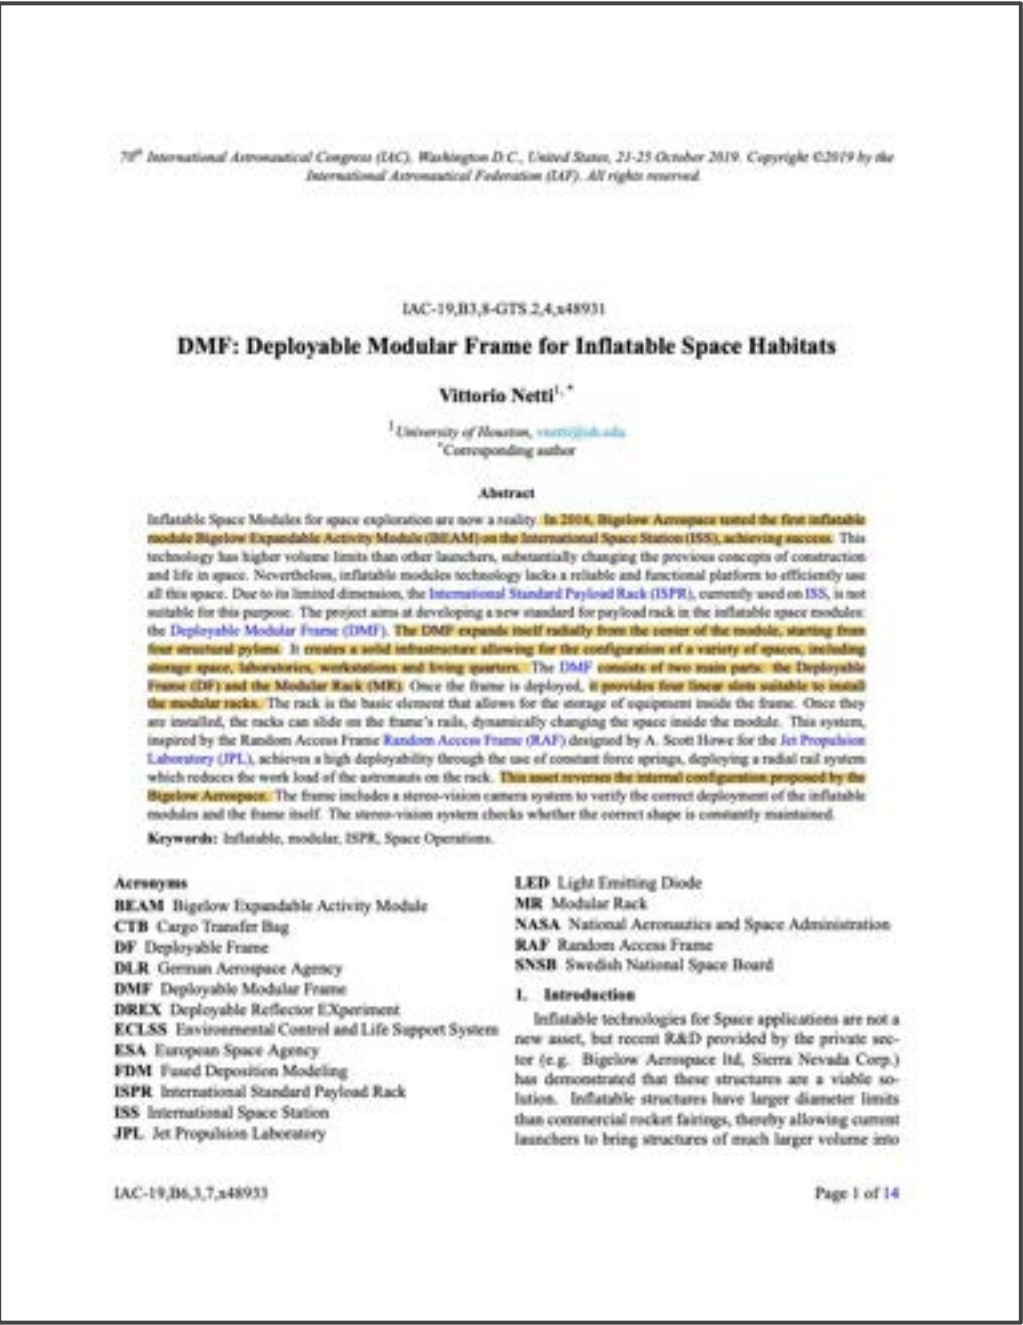 70th International Astronautical Congress (IAC), Washington D.C., United States, 21-25 October 2019. Copyright ©2019 by the
International Astronautical Federation (IAF). All rights reserved.
IAC-19,B3,8-GTS.2,4,x48931
DMF: Deployable Modular Frame for Inflatable Space Habitats
Vittorio Netti1, *
1University of Houston, vnetti@uh.edu
*Corresponding author
Abstract
Inflatable Space Modules for space exploration are now a reality. In 2016, Bigelow Aerospace tested the first inflatable
module Bigelow Expandable Activity Module (BEAM) on the International Space Station (ISS), achieving success. This
technology has higher volume limits than other launchers, substantially changing the previous concepts of construction
and life in space. Nevertheless, inflatable modules technology lacks a reliable and functional platform to efficiently use
all this space. Due to its limited dimension, the International Standard Payload Rack (ISPR), currently used on ISS, is not
suitable for this purpose. The project aims at developing a new standard for payload rack in the inflatable space modules:
the Deployable Modular Frame (DMF). The DMF expands itself radially from the center of the module, starting from
four structural pylons. It creates a solid infrastructure allowing for the configuration of a variety of spaces, including
storage space, laboratories, workstations and living quarters. The DMF consists of two main parts: the Deployable
Frame (DF) and the Modular Rack (MR). Once the frame is deployed, it provides four linear slots suitable to install
the modular racks. The rack is the basic element that allows for the storage of equipment inside the frame. Once they
are installed, the racks can slide on the frame's rails, dynamically changing the space inside the module. This system,
inspired by the Random Access Frame Random Access Frame (RAF) designed by A. Scott Howe for the Jet Propulsion
Laboratory (JPL), achieves a high deployability through the use of constant force springs, deploying a radial rail system
which reduces the work load of the astronauts on the rack. This asset reverses the internal configuration proposed by the
Bigelow Aerospace. The frame includes a stereo-vision camera system to verify the correct deployment of the inflatable
modules and the frame itself. The stereo-vision system checks whether the correct shape is constantly maintained.
Keywords: Inflatable, modular, ISPR, Space Operations.
Acronyms
BEAM Bigelow Expandable Activity Module
CTB Cargo Transfer Bag
DF Deployable Frame
DLR German Aerospace Agency
DMF Deployable Modular Frame
DREX Deployable Reflector EXperiment
ECLSS Environmental Control and Life Support System
ESA European Space Agency
FDM Fused Deposition Modeling
ISPR International Standard Payload Rack
ISS International Space Station
JPL Jet Propulsion Laboratory
LED Light Emitting Diode
MR Modular Rack
NASA National Aeronautics and Space Administration
RAF Random Access Frame
SNSB Swedish National Space Board
1. Introduction
Inflatable technologies for Space applications are not a
new asset, but recent R&D provided by the private sec-
tor (e.g. Bigelow Aerospace ltd, Sierra Nevada Corp.)
has demonstrated that these structures are a viable so-
lution. Inflatable structures have larger diameter limits
than commercial rocket fairings, thereby allowing current
launchers to bring structures of much larger volume into
IAC-19,B6,3,7,x48933
Page 1 of 14